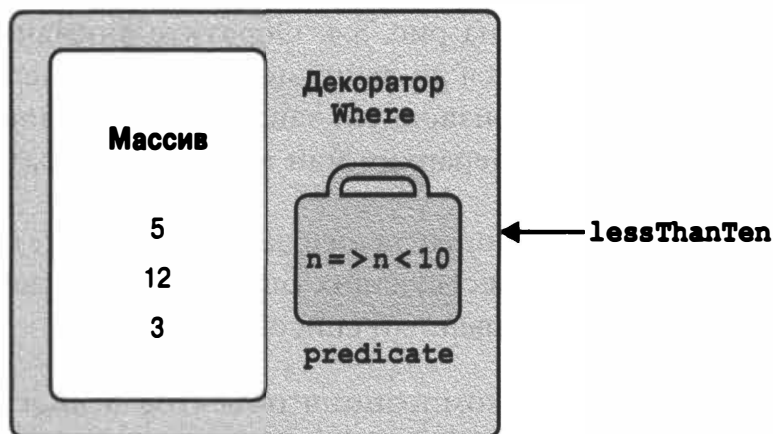 Декоратор
Where
Массив
5
12
3
n=>n<10
predicate
lessThanTen